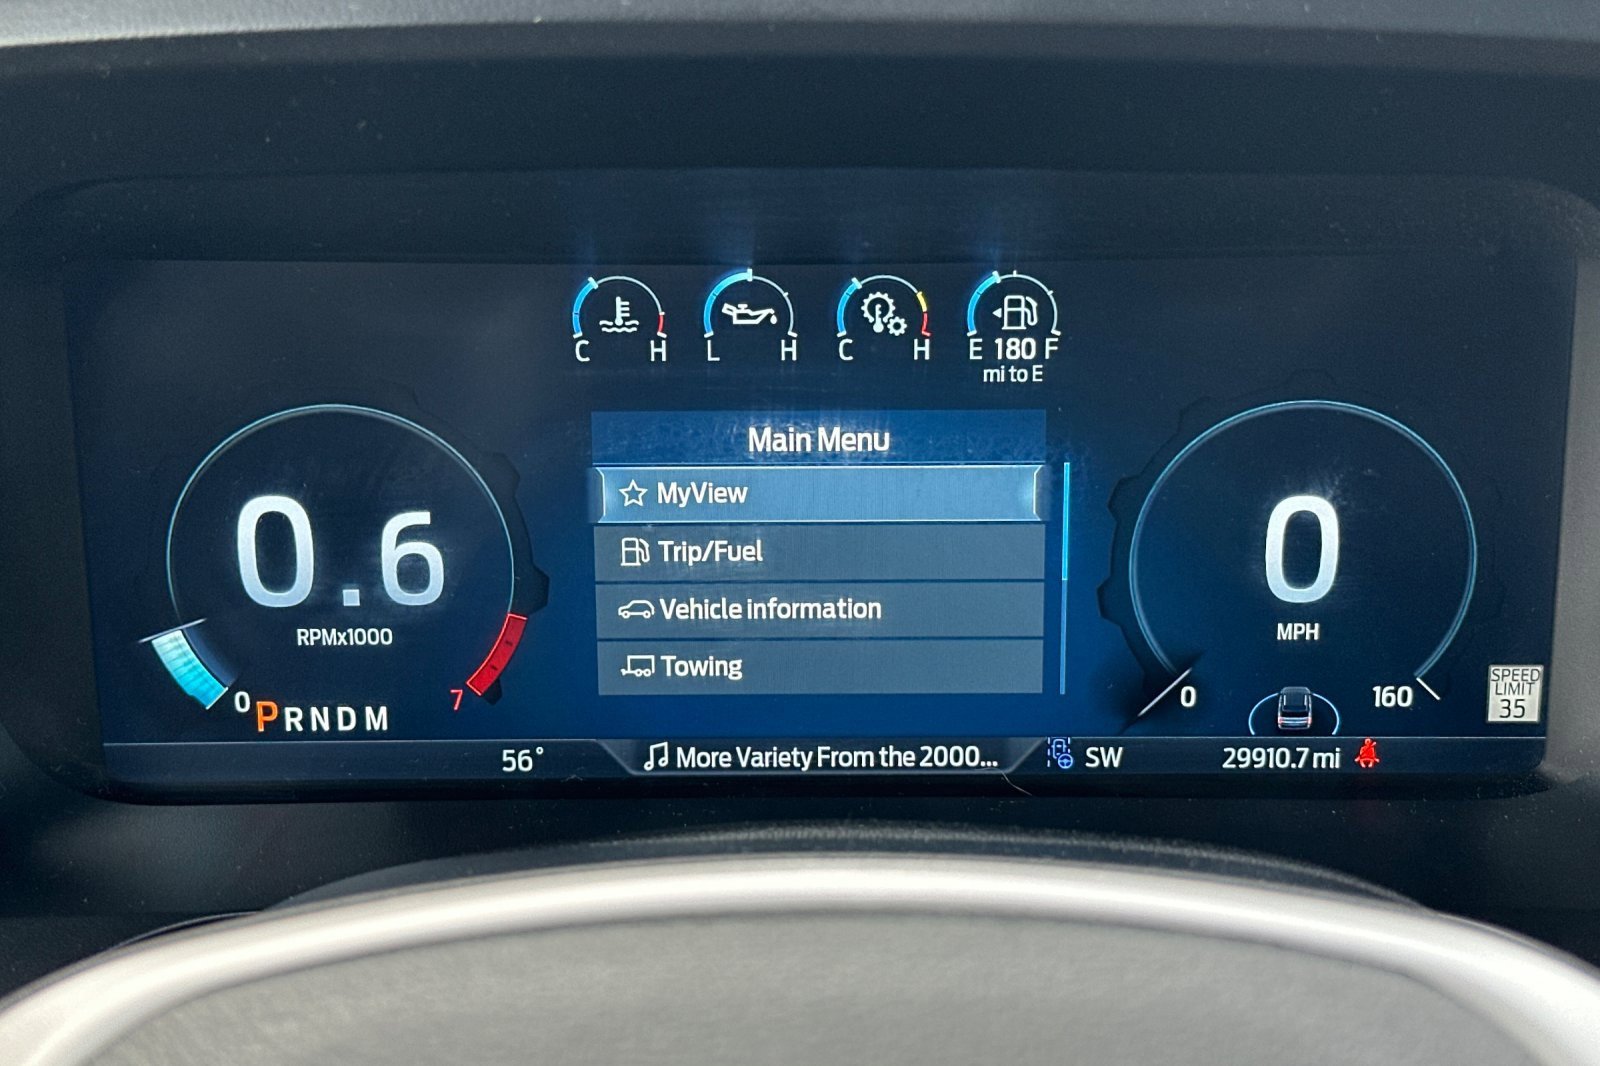 C H
L H
C H
E 180 F
mi to E
Main Menu
MyView
Trip/Fuel
Vehicle information
Towing
0.6
RPMx1000
0
7
PRNDM
0
MPH
0
160
SPEED
LIMIT
35
56°
More Variety From the 2000...
SW
29910.7 mi